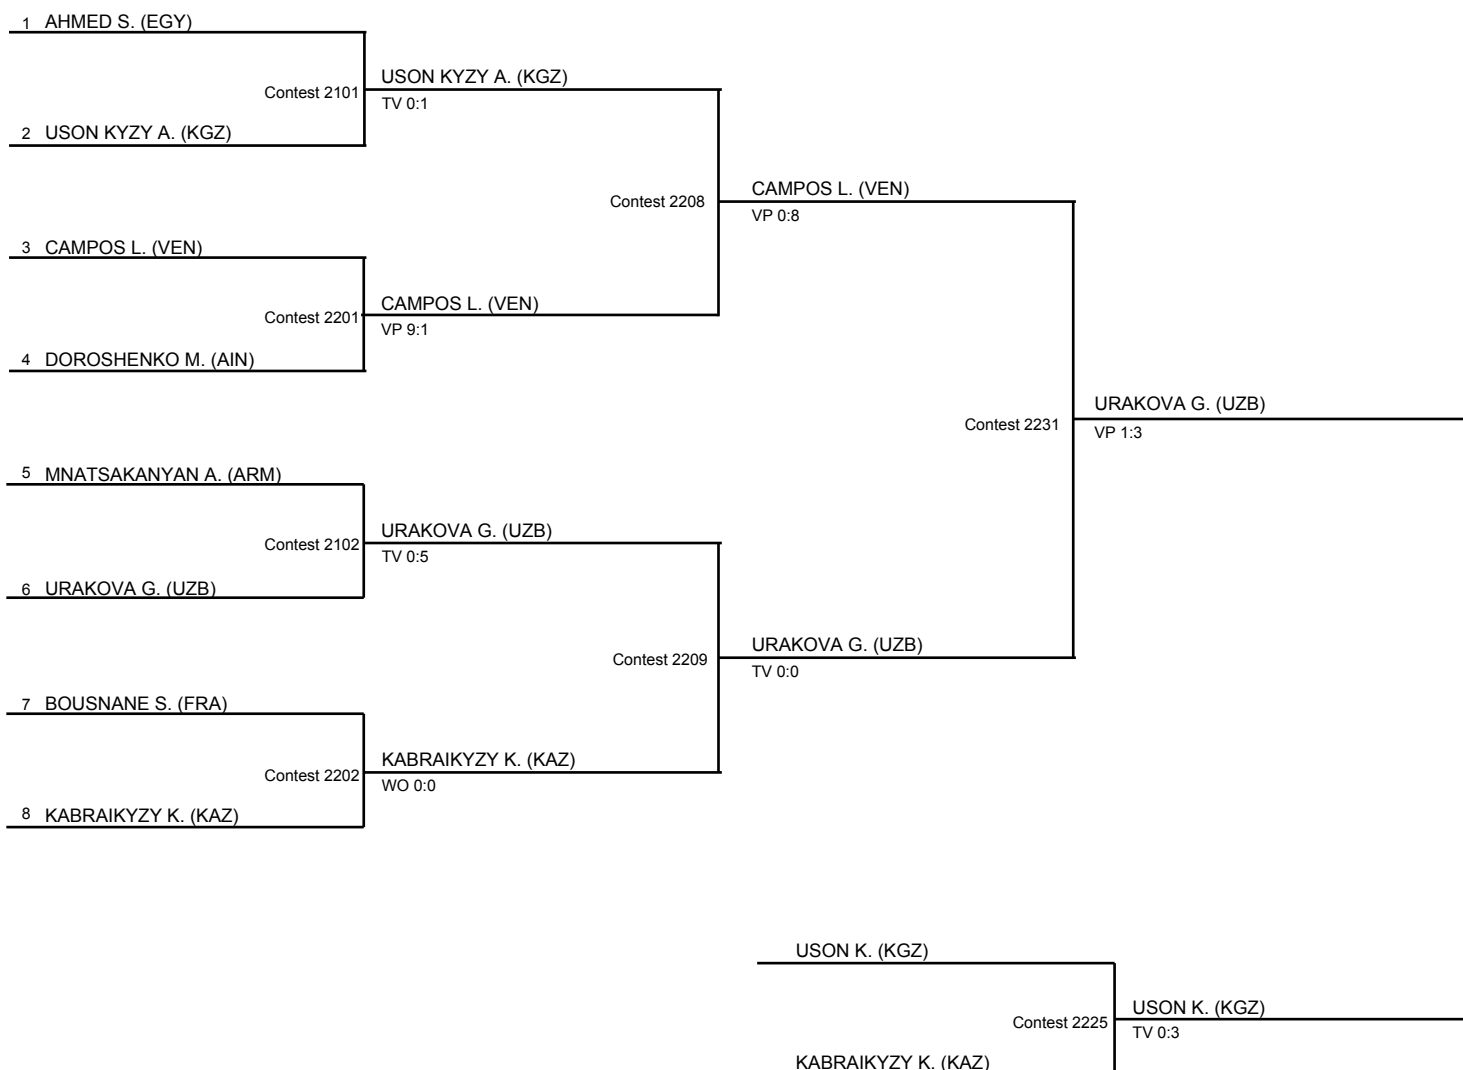 1 AHMED S. (EGY)
Contest 2101
USON KYZY A. (KGZ)
TV 0:1
2 USON KYZY A. (KGZ)
Contest 2208
CAMPOS L. (VEN)
VP 0:8
3 CAMPOS L. (VEN)
Contest 2201
CAMPOS L. (VEN)
VP 9:1
4 DOROSHENKO M. (AIN)
Contest 2231
URAKOVA G. (UZB)
VP 1:3
5 MNATSAKANYAN A. (ARM)
Contest 2102
URAKOVA G. (UZB)
TV 0:5
6 URAKOVA G. (UZB)
Contest 2209
URAKOVA G. (UZB)
TV 0:0
7 BOUSNANE S. (FRA)
Contest 2202
KABRAIKYZY K. (KAZ)
WO 0:0
8 KABRAIKYZY K. (KAZ)
USON K. (KGZ)
Contest 2225
USON K. (KGZ)
TV 0:3
KABRAIKYZY K. (KAZ)